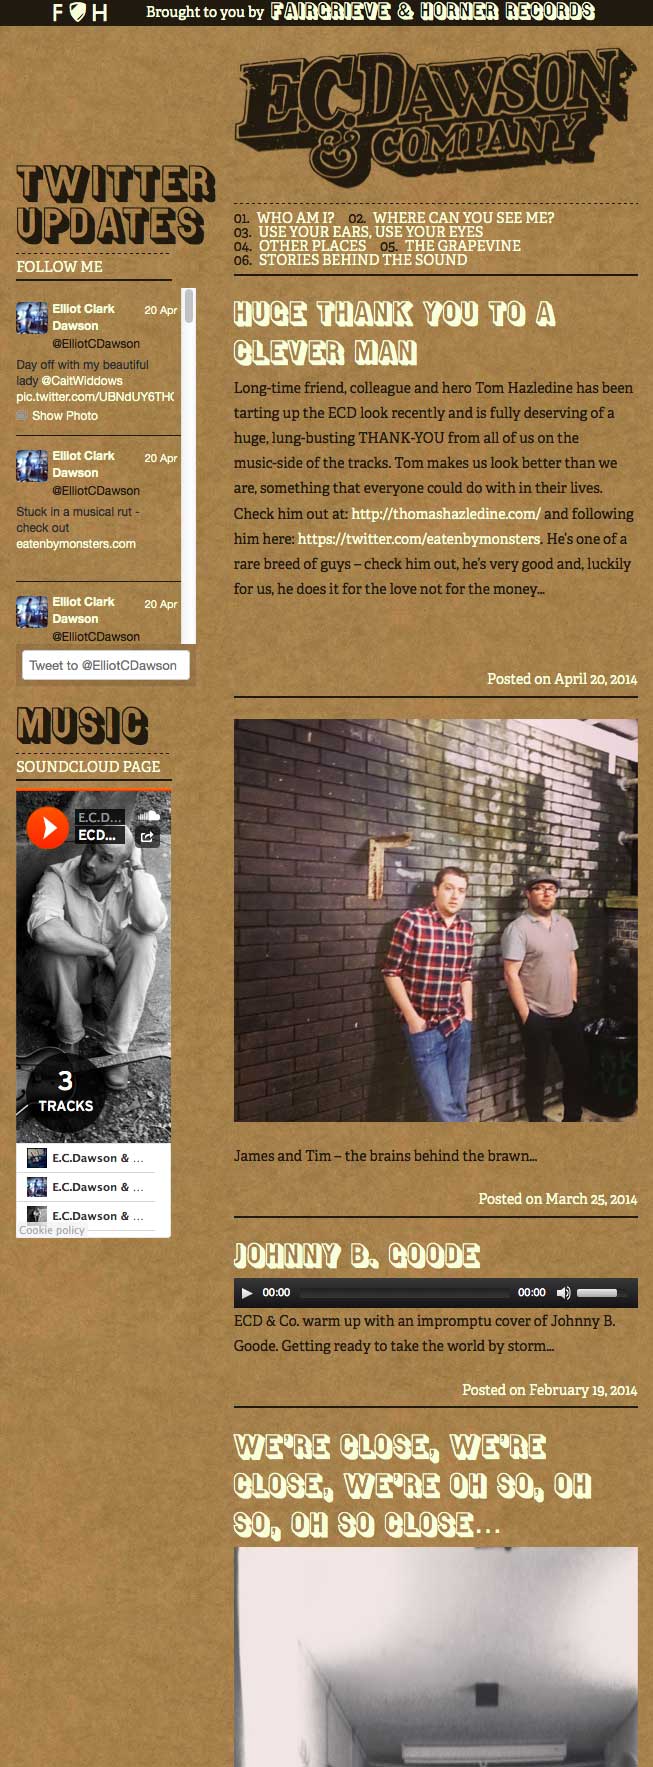 F H Brought to you by FAIRGRIEVE & HORNER RECORDS
E.C.DAWSON
& COMPANY
TWITTER
UPDATES
FOLLOW ME
Elliot Clark
Dawson
20 Apr
@ElliotCDawson
Day off with my beautiful
lady @CaitWiddows
pic.twitter.com/UBNdUY6TH
Show Photo
Elliot Clark
Dawson
20 Apr
@ElliotCDawson
Stuck in a musical rut -
check out
eatenbymonsters.com
Elliot Clark
Dawson
20 Apr
@ElliotCDawson
Tweet to @ElliotCDawson
MUSIC
SOUNDCLOUD PAGE
E.C.D...
ECD...
3
TRACKS
E.C.Dawson & ...
E.C.Dawson & ...
E.C.Dawson & ...
Cookie policy
01. WHO AM I? 02. WHERE CAN YOU SEE ME?
03. USE YOUR EARS, USE YOUR EYES
04. OTHER PLACES 05. THE GRAPEVINE
06. STORIES BEHIND THE SOUND
HUGE THANK YOU TO A
CLEVER MAN
Long-time friend, colleague and hero Tom Hazledine has been
tarting up the ECD look recently and is fully deserving of a
huge, lung-busting THANK-YOU from all of us on the
music-side of the tracks. Tom makes us look better than we
are, something that everyone could do with in their lives.
Check him out at: http://thomashazledine.com/ and following
him here: https://twitter.com/eatenbymonsters. He's one of a
rare breed of guys – check him out, he's very good and, luckily
for us, he does it for the love not for the money...
Posted on April 20, 2014
James and Tim – the brains behind the brawn...
Posted on March 25, 2014
JOHNNY B. GOODE
00:00 00:00
ECD & Co. warm up with an impromptu cover of Johnny B.
Goode. Getting ready to take the world by storm...
Posted on February 19, 2014
WE'RE CLOSE, WE'RE
CLOSE, WE'RE OH SO, OH
SO, OH SO CLOSE...